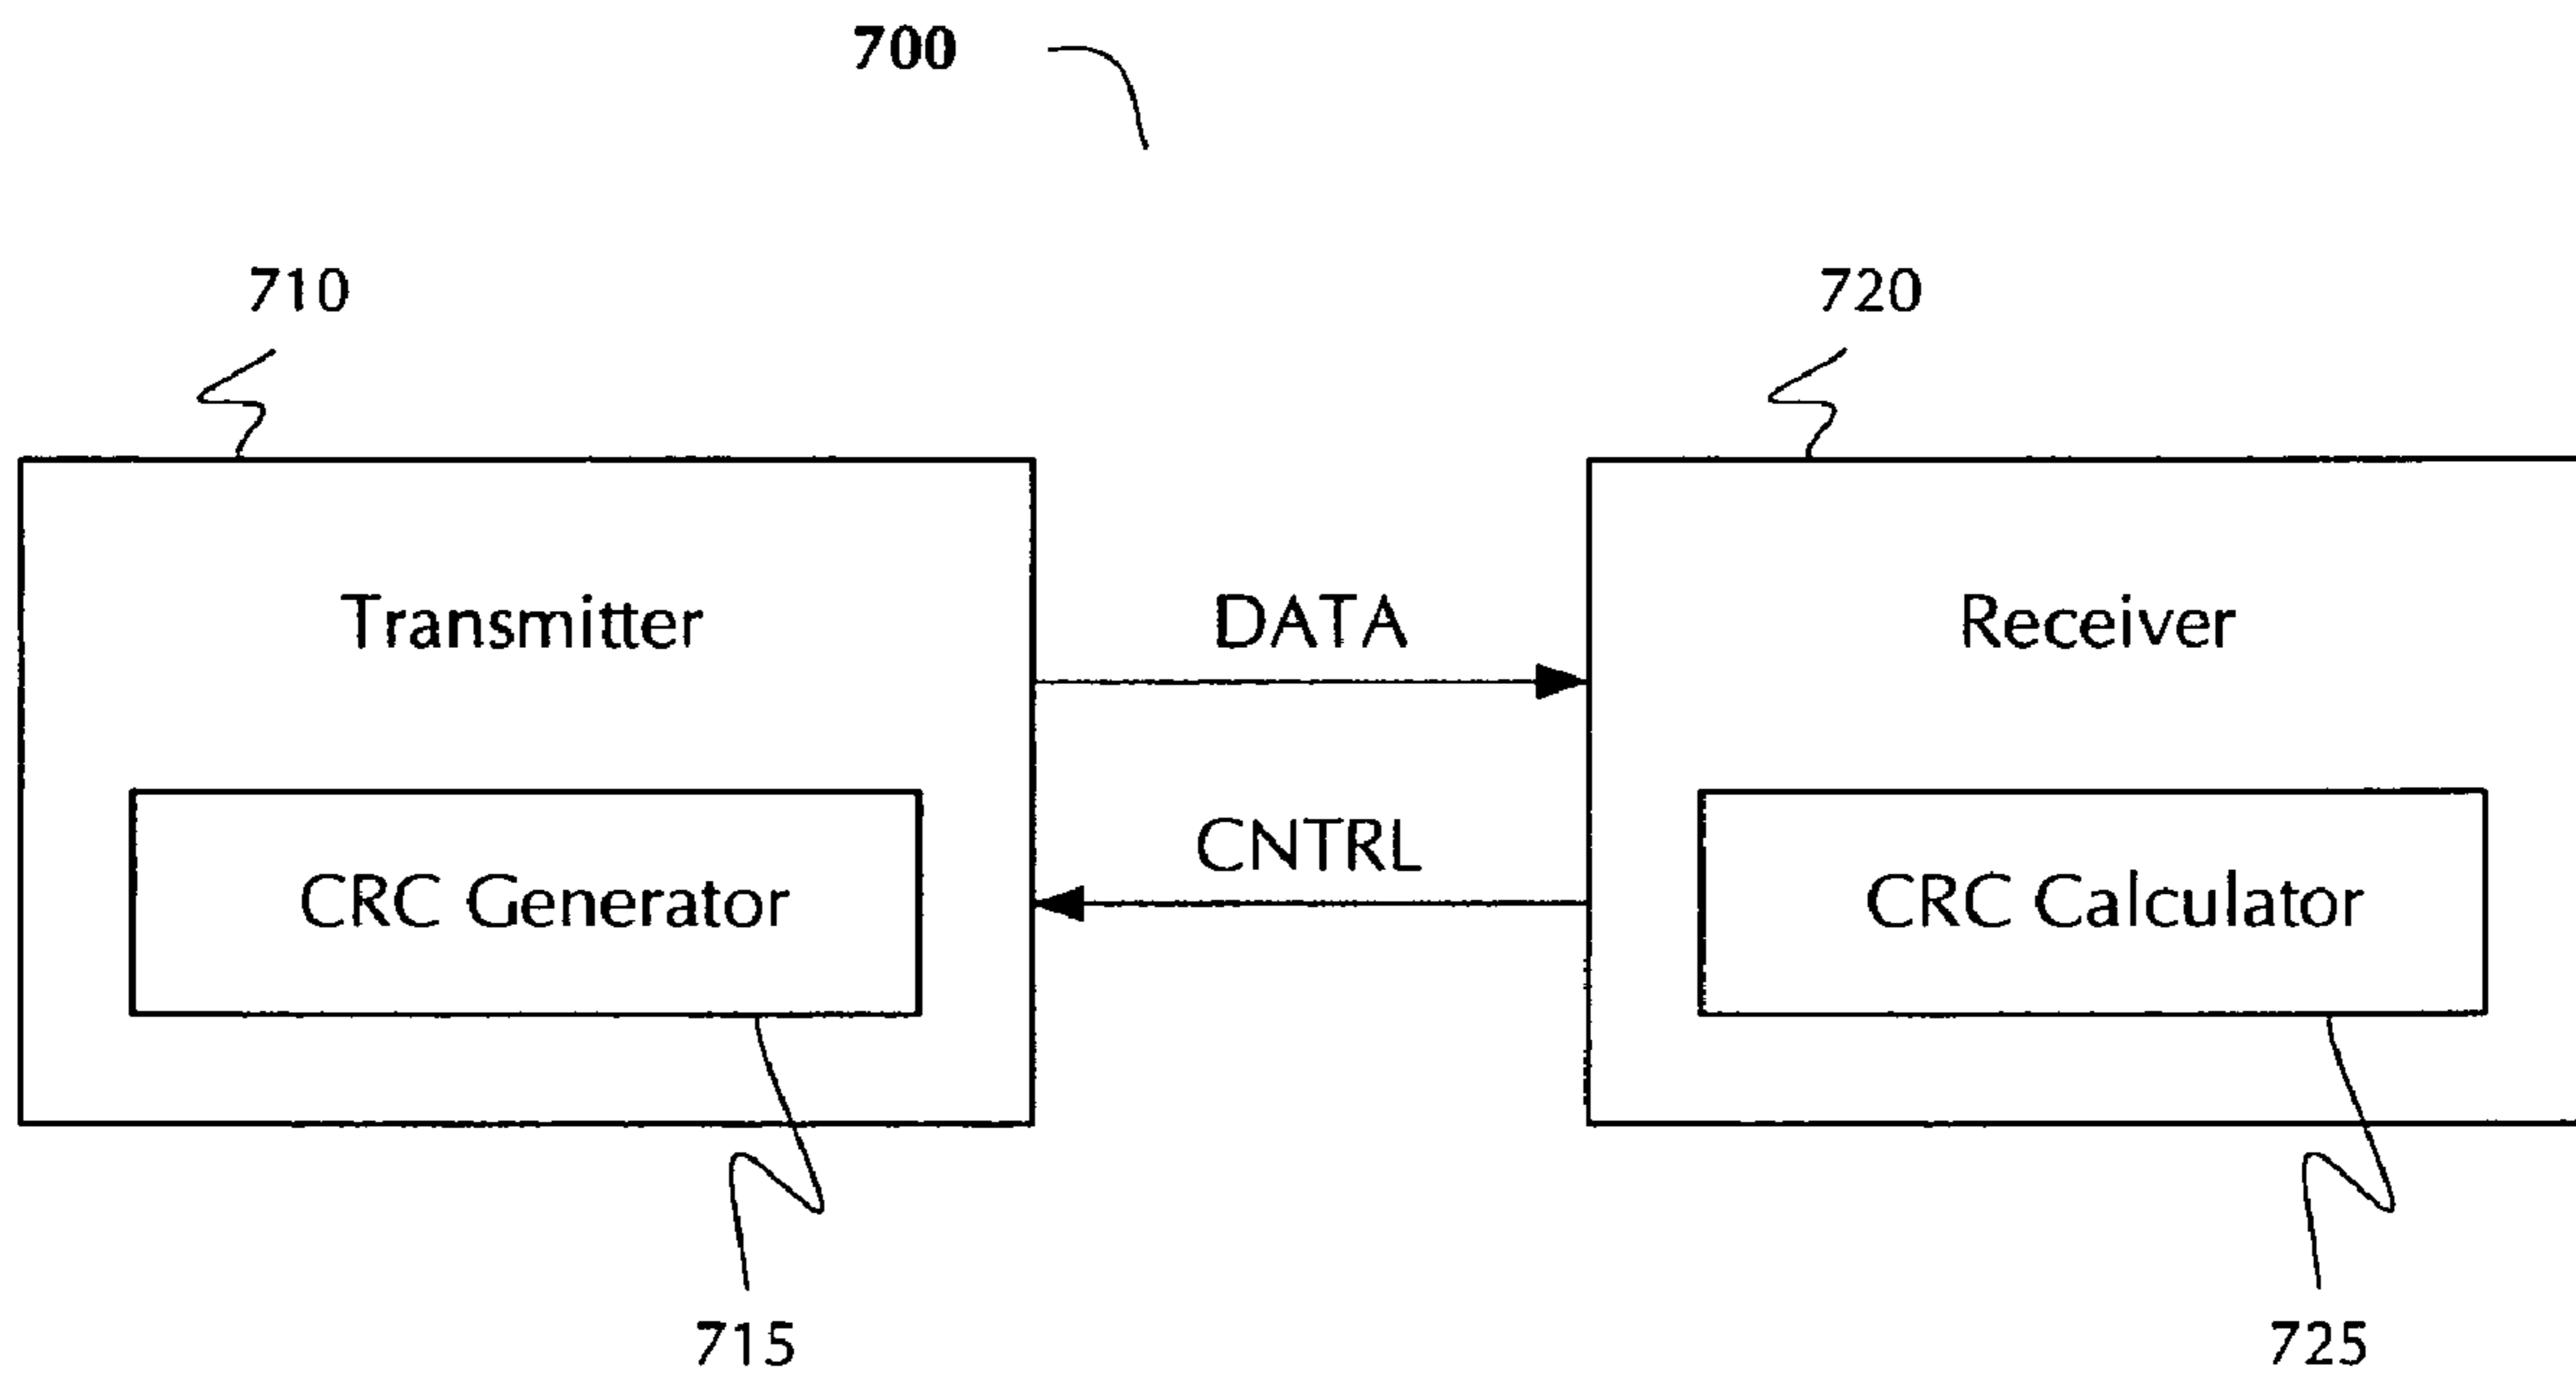 700
710
720
Transmitter
DATA
Receiver
CNTRL
CRC Generator
CRC Calculator
715
725